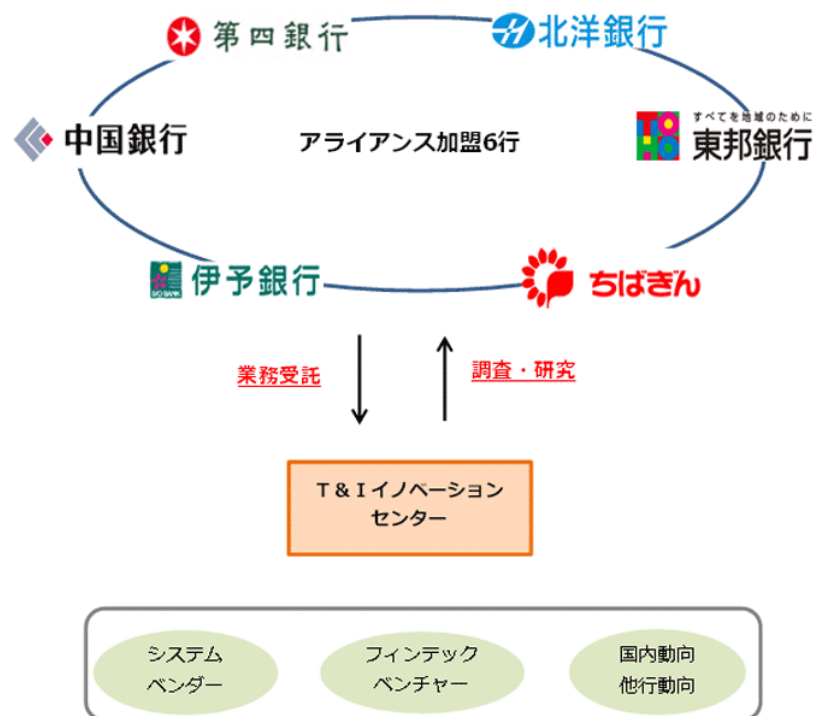 第四銀行
北洋銀行
中国銀行
アライアンス加盟6行
TOHO
すべてを地域のために
東邦銀行
IYO BANK
伊予銀行
ちばぎん
業務受託
調査・研究
T&Iイノベーション
センター
システム
ベンダー
フィンテック
ベンチャー
国内動向
他行動向